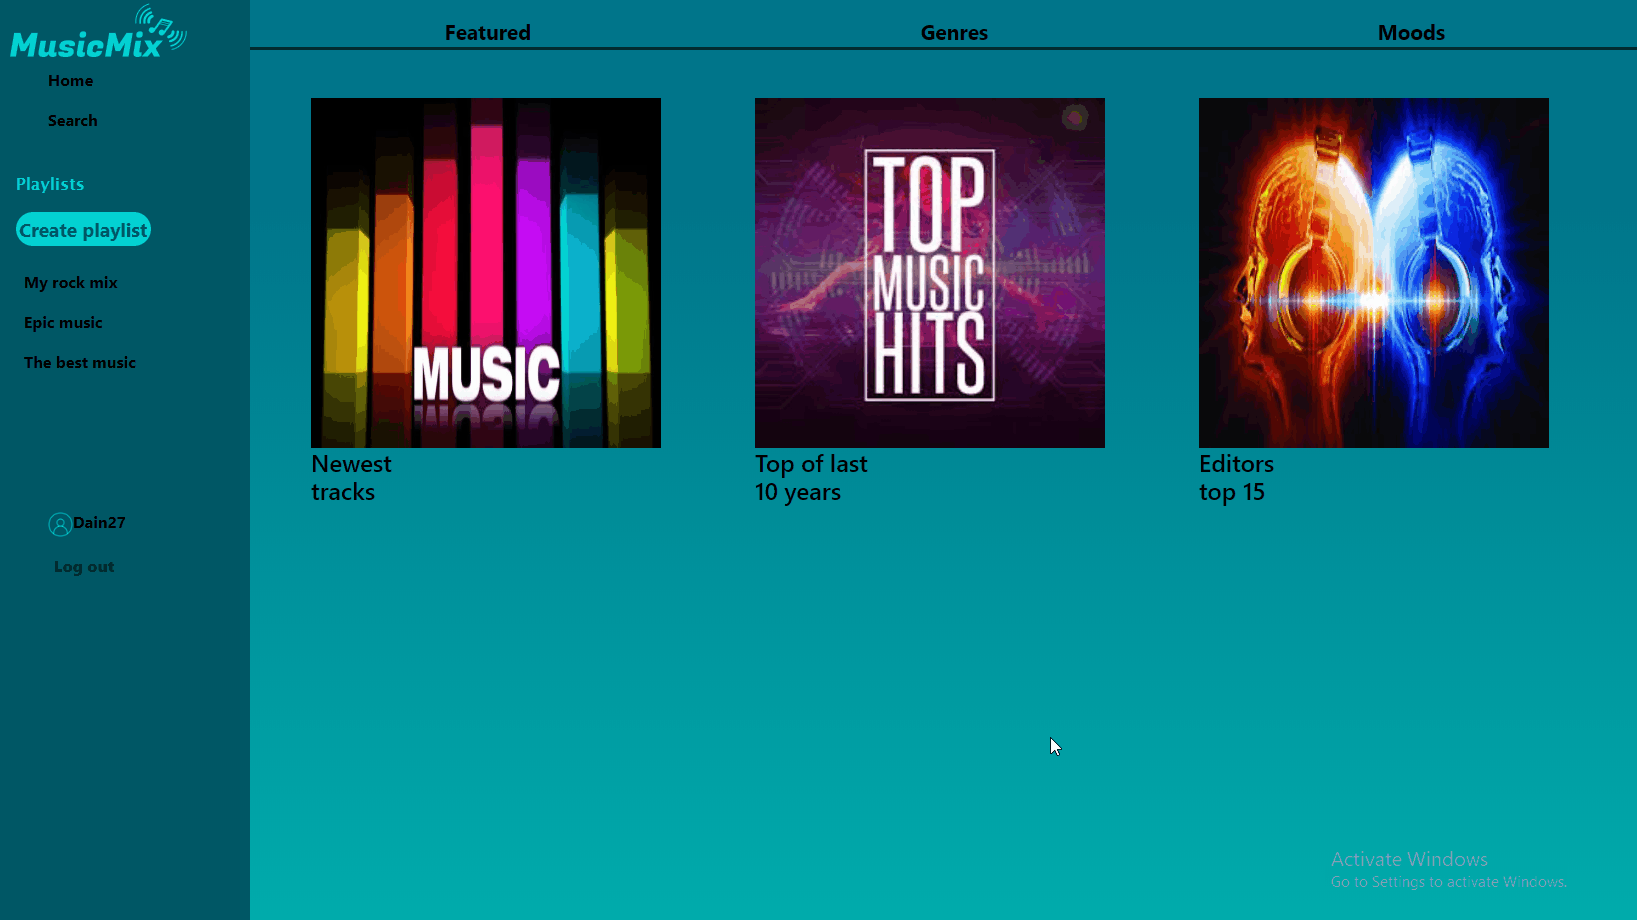 MusicMix
Home
Search
Playlists
Create playlist
My rock mix
Epic music
The best music
Dain27
Log out
Featured
Genres
Moods
MUSIC
Newest
tracks
TOP
MUSIC
HITS
Top of last
10 years
Editors
top 15
Activate Windows
Go to Settings to activate Windows.